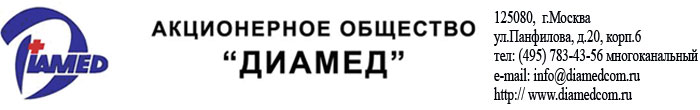 DIAMED
АКЦИОНЕРНОЕ ОБЩЕСТВО
“ДИАМЕД”
125080, г.Москва
ул.Панфилова, д.20, корп.6
тел: (495) 783-43-56 многоканальный
e-mail: info@diamedcom.ru
http// www.diamedcom.ru